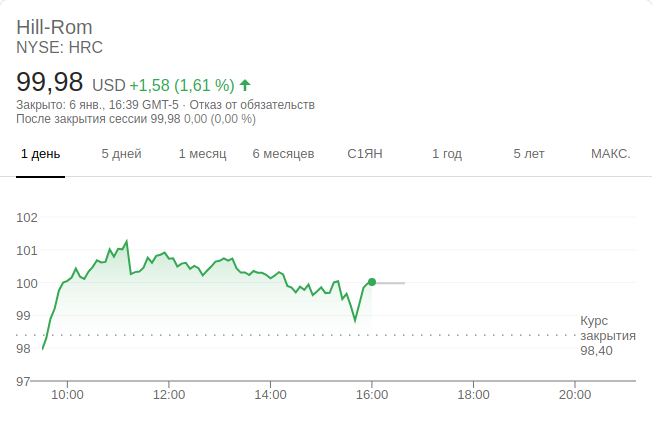 Hill-Rom
NYSE: HRC
99,98 USD +1,58 (1,61 %)
Закрыто: 6 янв., 16:39 GMT-5 · Отказ от обязательств
После закрытия сессии 99,98 0,00 (0,00 %)
1 день 5 дней 1 месяц 6 месяцев С1ЯН 1 год 5 лет МАКС.
102
101
100
99
98
97
Курс
закрытия
98,40
10:00 12:00 14:00 16:00 18:00 20:00